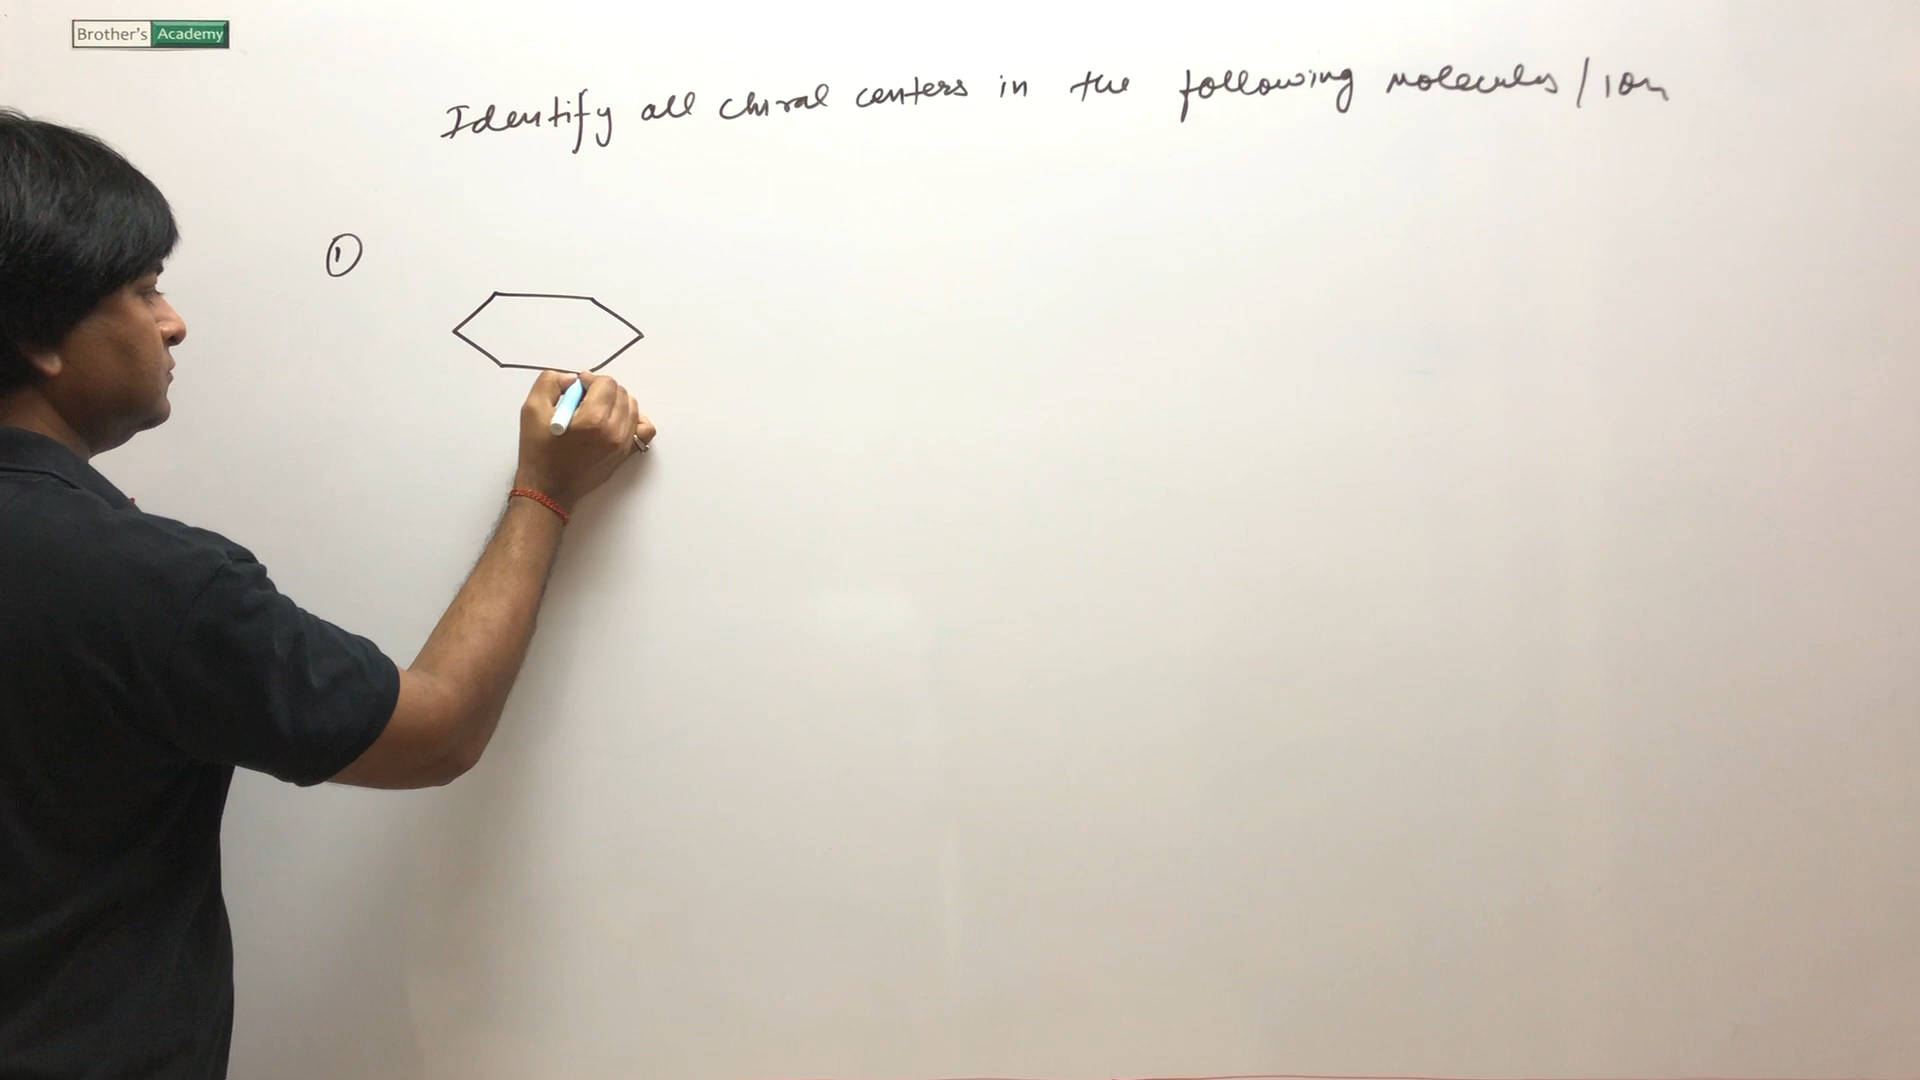 Brother's Academy
Identify all chiral centers in the following molecules / ion
1